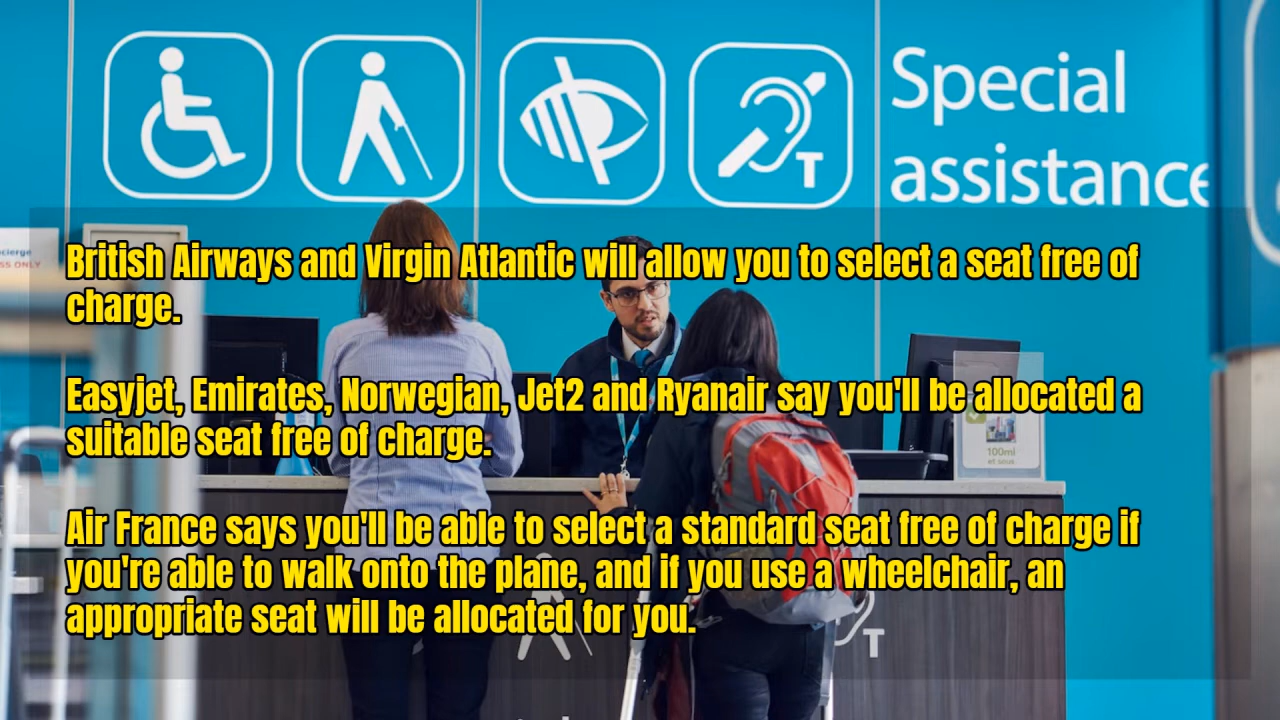 Special
assistance
cierge
SS ONLY
British Airways and Virgin Atlantic will allow you to select a seat free of
charge.
Easyjet, Emirates, Norwegian, Jet2 and Ryanair say you'll be allocated a
suitable seat free of charge.
100ml
Air France says you'll be able to select a standard seat free of charge if
you're able to walk onto the plane, and if you use a wheelchair, an
appropriate seat will be allocated for you.
T
T